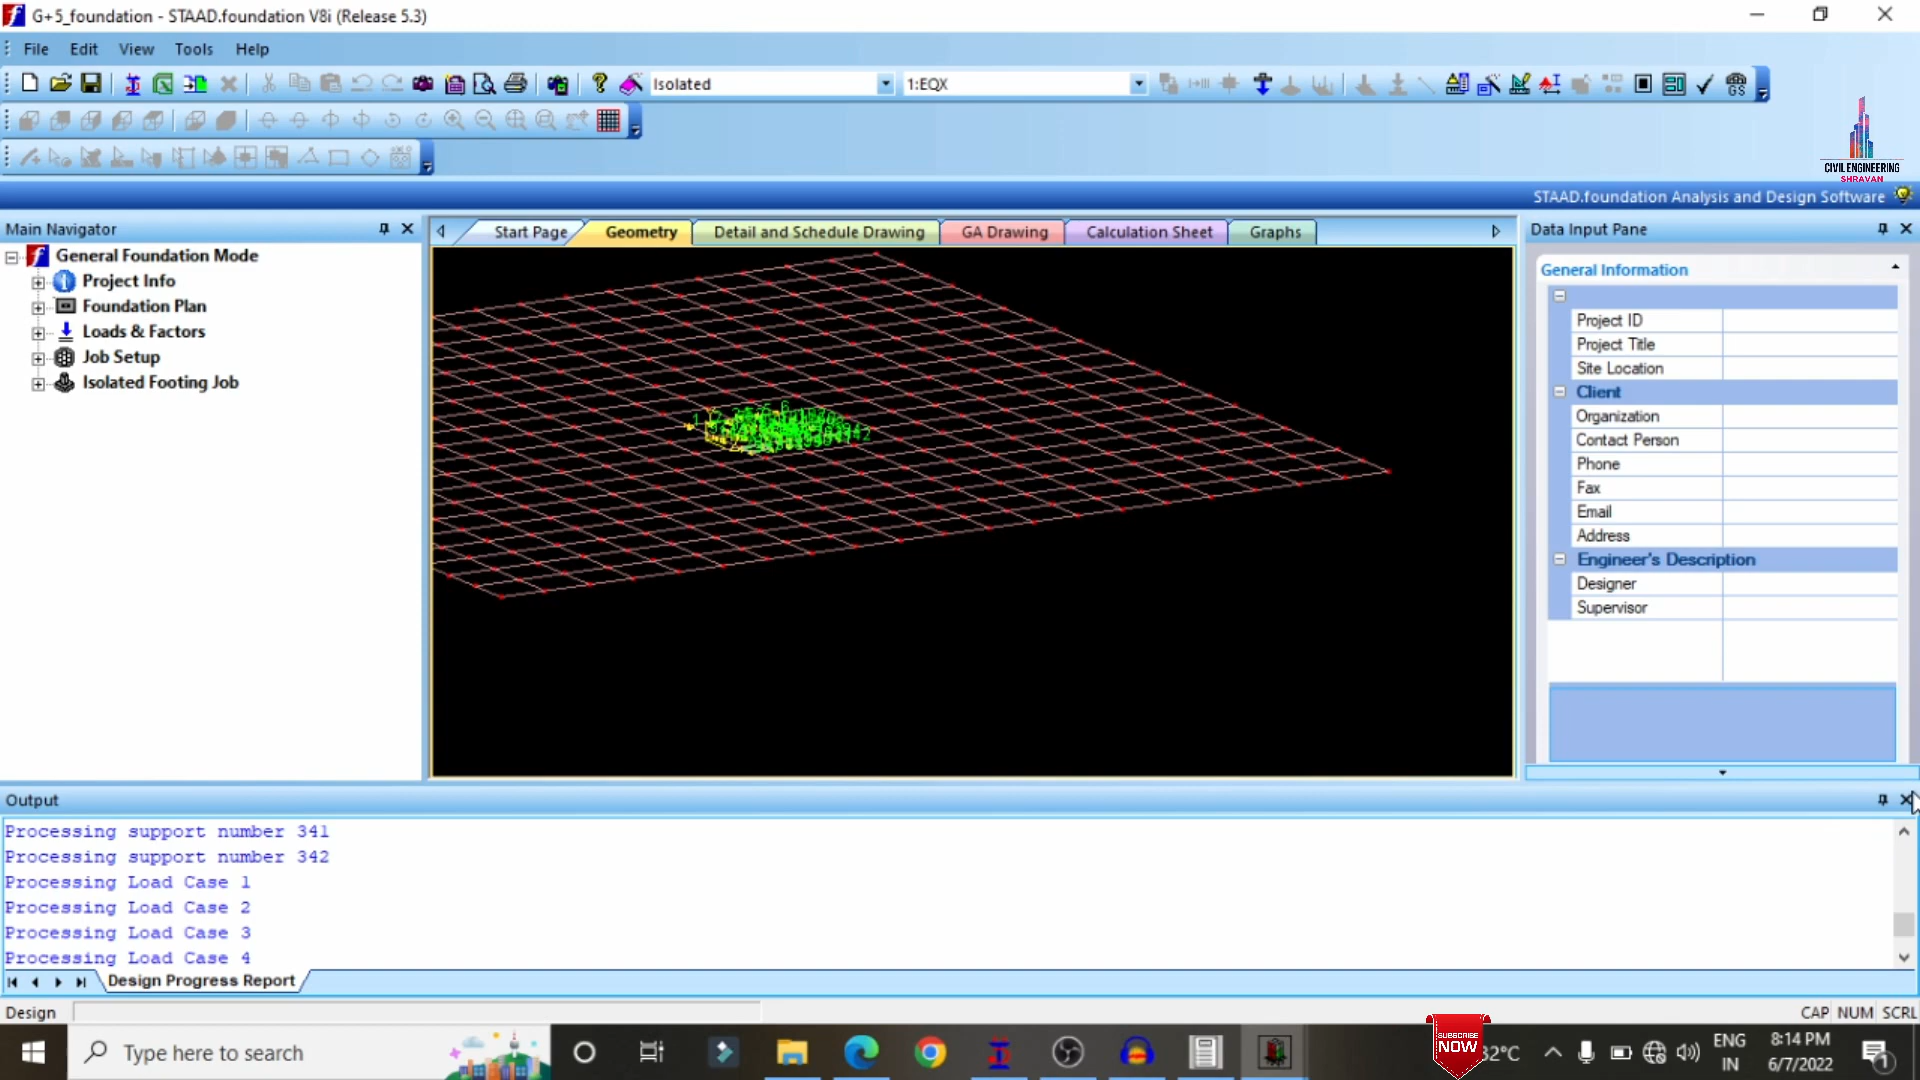 G+5_foundation - STAAD.foundation V8i (Release 5.3)
File Edit View Tools Help
Isolated 1:EQX
GS
CIVIL ENGINEERING
SHRAVAN
STAAD.foundation Analysis and Design Software
Main Navigator
General Foundation Mode
Project Info
Foundation Plan
Loads & Factors
Job Setup
Isolated Footing Job
Start Page Geometry Detail and Schedule Drawing GA Drawing Calculation Sheet Graphs
Data Input Pane
General Information
Project ID
Project Title
Site Location
Client
Organization
Contact Person
Phone
Fax
Email
Address
Engineer's Description
Designer
Supervisor
Output
Processing support number 341
Processing support number 342
Processing Load Case 1
Processing Load Case 2
Processing Load Case 3
Processing Load Case 4
Design Progress Report
Design CAP NUM SCRL
Type here to search
SUBSCRIBE
NOW
32°C
ENG
IN
8:14 PM
6/7/2022
1